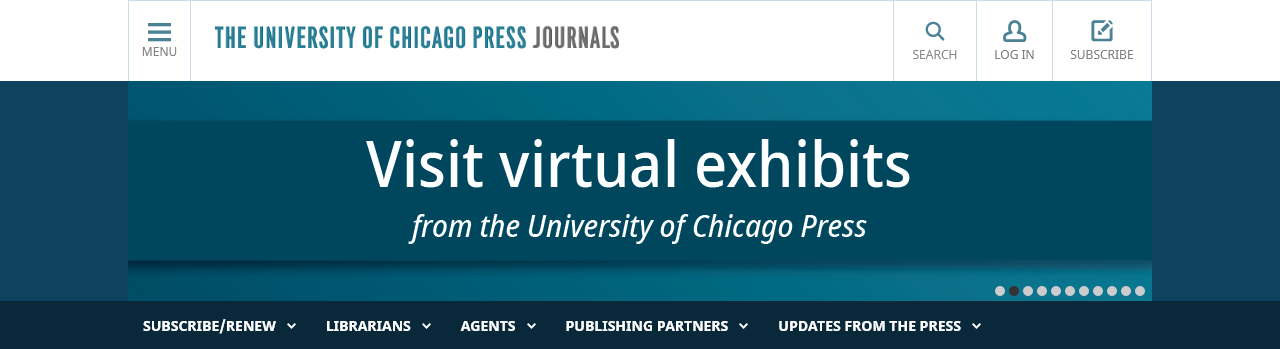 MENU
THE UNIVERSITY OF CHICAGO PRESS JOURNALS
SEARCH
LOG IN
SUBSCRIBE
Visit virtual exhibits
from the University of Chicago Press
SUBSCRIBE/RENEW
LIBRARIANS
AGENTS
PUBLISHING PARTNERS
UPDATES FROM THE PRESS